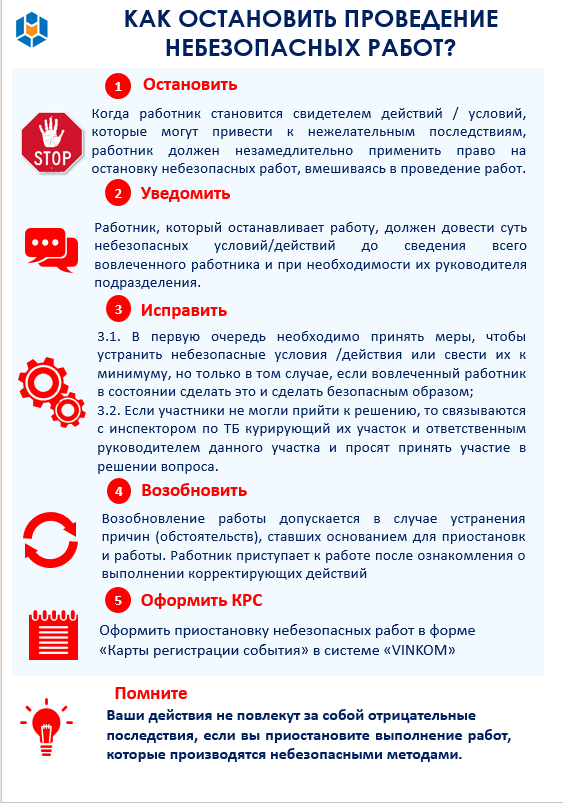 КАК ОСТАНОВИТЬ ПРОВЕДЕНИЕ
НЕБЕЗОПАСНЫХ РАБОТ?
1 Остановить
STOP
Когда работник становится свидетелем действий / условий,
которые могут привести к нежелательным последствиям,
работник должен незамедлительно применить право на
остановку небезопасных работ, вмешиваясь в проведение работ.
2 Уведомить
Работник, который останавливает работу, должен довести суть
небезопасных условий/действий до сведения всего
вовлеченного работника и при необходимости их руководителя
подразделения.
3 Исправить
3.1. В первую очередь необходимо принять меры, чтобы
устранить небезопасные условия /действия или свести их к
минимуму, но только в том случае, если вовлеченный работник
в состоянии сделать это и сделать безопасным образом;
3.2. Если участники не могли прийти к решению, то связываются
с инспектором по ТБ курирующий их участок и ответственным
руководителем данного участка и просят принять участие в
решении вопроса.
4 Возобновить
Возобновление работы допускается в случае устранения
причин (обстоятельств), ставших основанием для приостановк
и работы. Работник приступает к работе после ознакомления о
выполнении корректирующих действий
5 Оформить КРС
Оформить приостановку небезопасных работ в форме
«Карты регистрации события» в системе «VINKOM»
Помните
Ваши действия не повлекут за собой отрицательные
последствия, если вы приостановите выполнение работ,
которые производятся небезопасными методами.